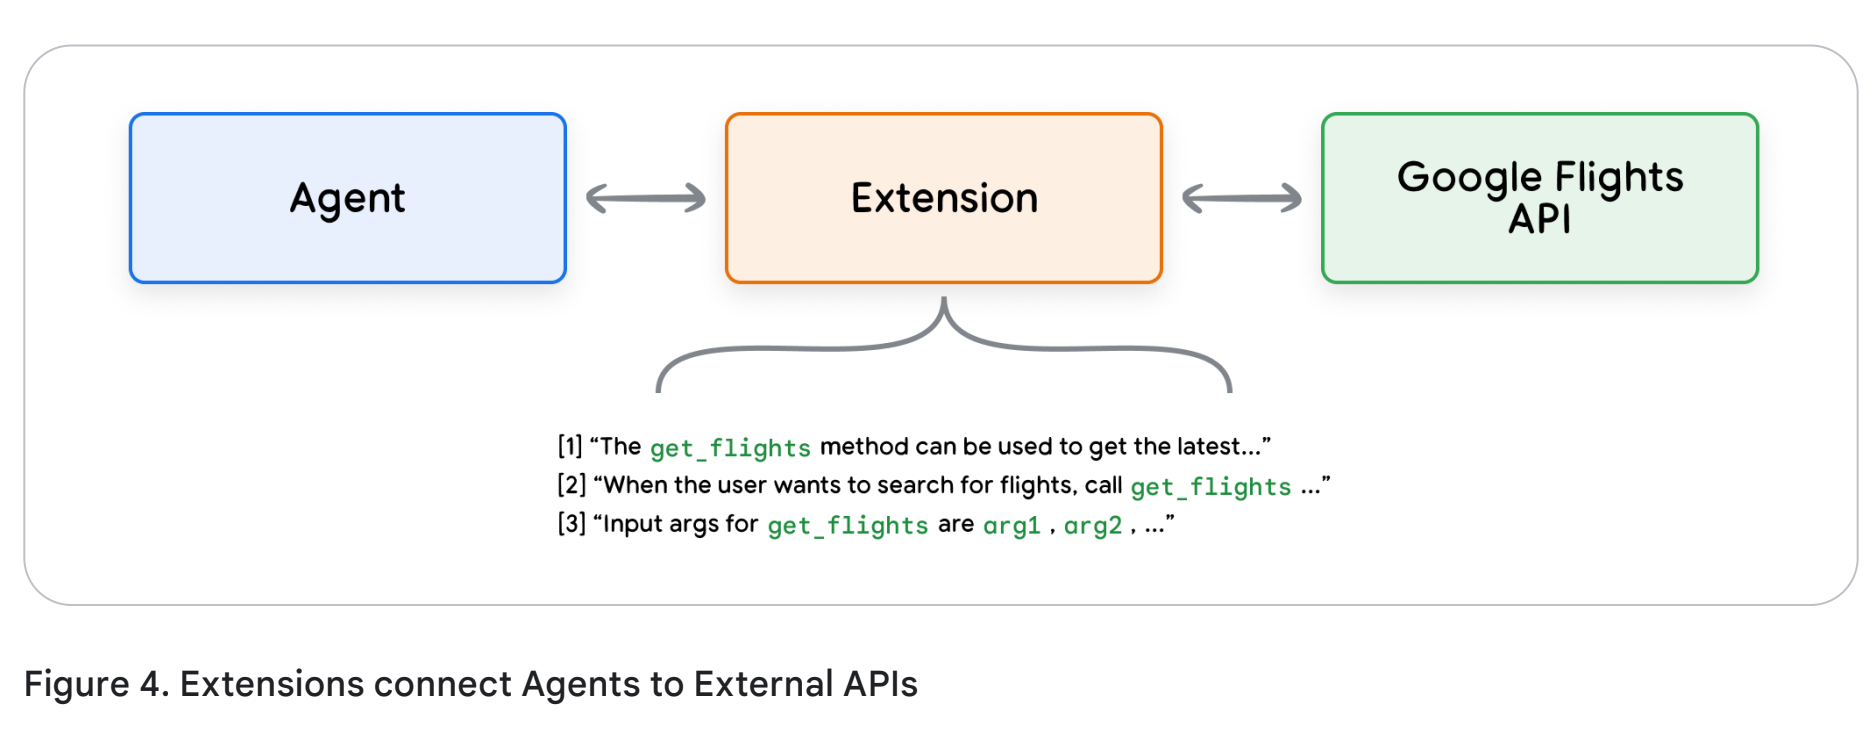 Agent
Extension
Google Flights
API
[1] “The get_flights method can be used to get the latest...”
[2] “When the user wants to search for flights, call get_flights ...”
[3] “Input args for get_flights are arg1 , arg2 , ...”
Figure 4. Extensions connect Agents to External APIs